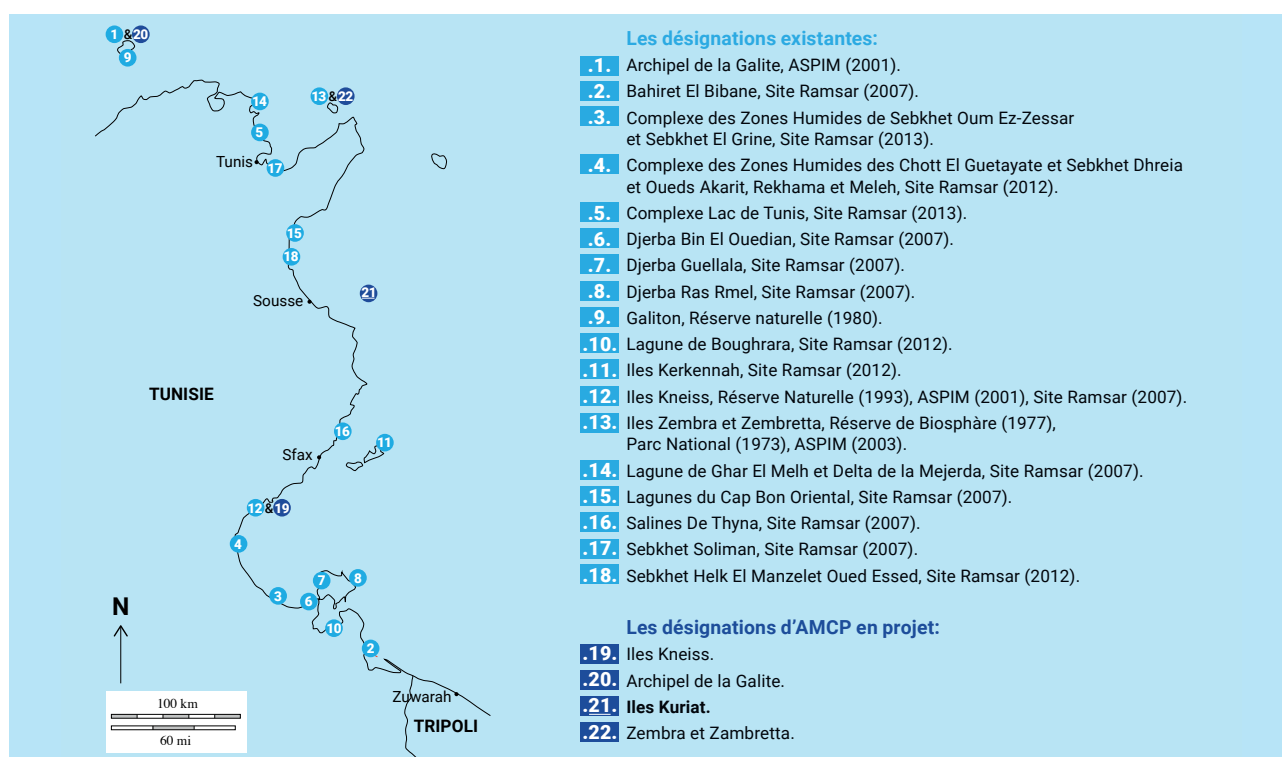 1 & 20
9
14
13 & 22
5
Tunis
17
15
18
Sousse
21
TUNISIE
16
11
Sfax
12 & 19
4
7
8
3
6
10
2
N
Zuwarah
TRIPOLI
100 km
60 mi
Les désignations existantes:
.1. Archipel de la Galite, ASPIM (2001).
.2. Bahiret El Bibane, Site Ramsar (2007).
.3. Complexe des Zones Humides de Sebkhet Oum Ez-Zessar
et Sebkhet El Grine, Site Ramsar (2013).
.4. Complexe des Zones Humides des Chott El Guetayate et Sebkhet Dhreia
et Oueds Akarit, Rekhama et Meleh, Site Ramsar (2012).
.5. Complexe Lac de Tunis, Site Ramsar (2013).
.6. Djerba Bin El Ouedian, Site Ramsar (2007).
.7. Djerba Guellala, Site Ramsar (2007).
.8. Djerba Ras Rmel, Site Ramsar (2007).
.9. Galiton, Réserve naturelle (1980).
.10. Lagune de Boughrara, Site Ramsar (2012).
.11. Iles Kerkennah, Site Ramsar (2012).
.12. Iles Kneiss, Réserve Naturelle (1993), ASPIM (2001), Site Ramsar (2007).
.13. Iles Zembra et Zembretta, Réserve de Biosphàre (1977),
Parc National (1973), ASPIM (2003).
.14. Lagune de Ghar El Melh et Delta de la Mejerda, Site Ramsar (2007).
.15. Lagunes du Cap Bon Oriental, Site Ramsar (2007).
.16. Salines De Thyna, Site Ramsar (2007).
.17. Sebkhet Soliman, Site Ramsar (2007).
.18. Sebkhet Helk El Manzelet Oued Essed, Site Ramsar (2012).
Les désignations d'AMCP en projet:
.19. Iles Kneiss.
.20. Archipel de la Galite.
.21. Iles Kuriat.
.22. Zembra et Zambretta.